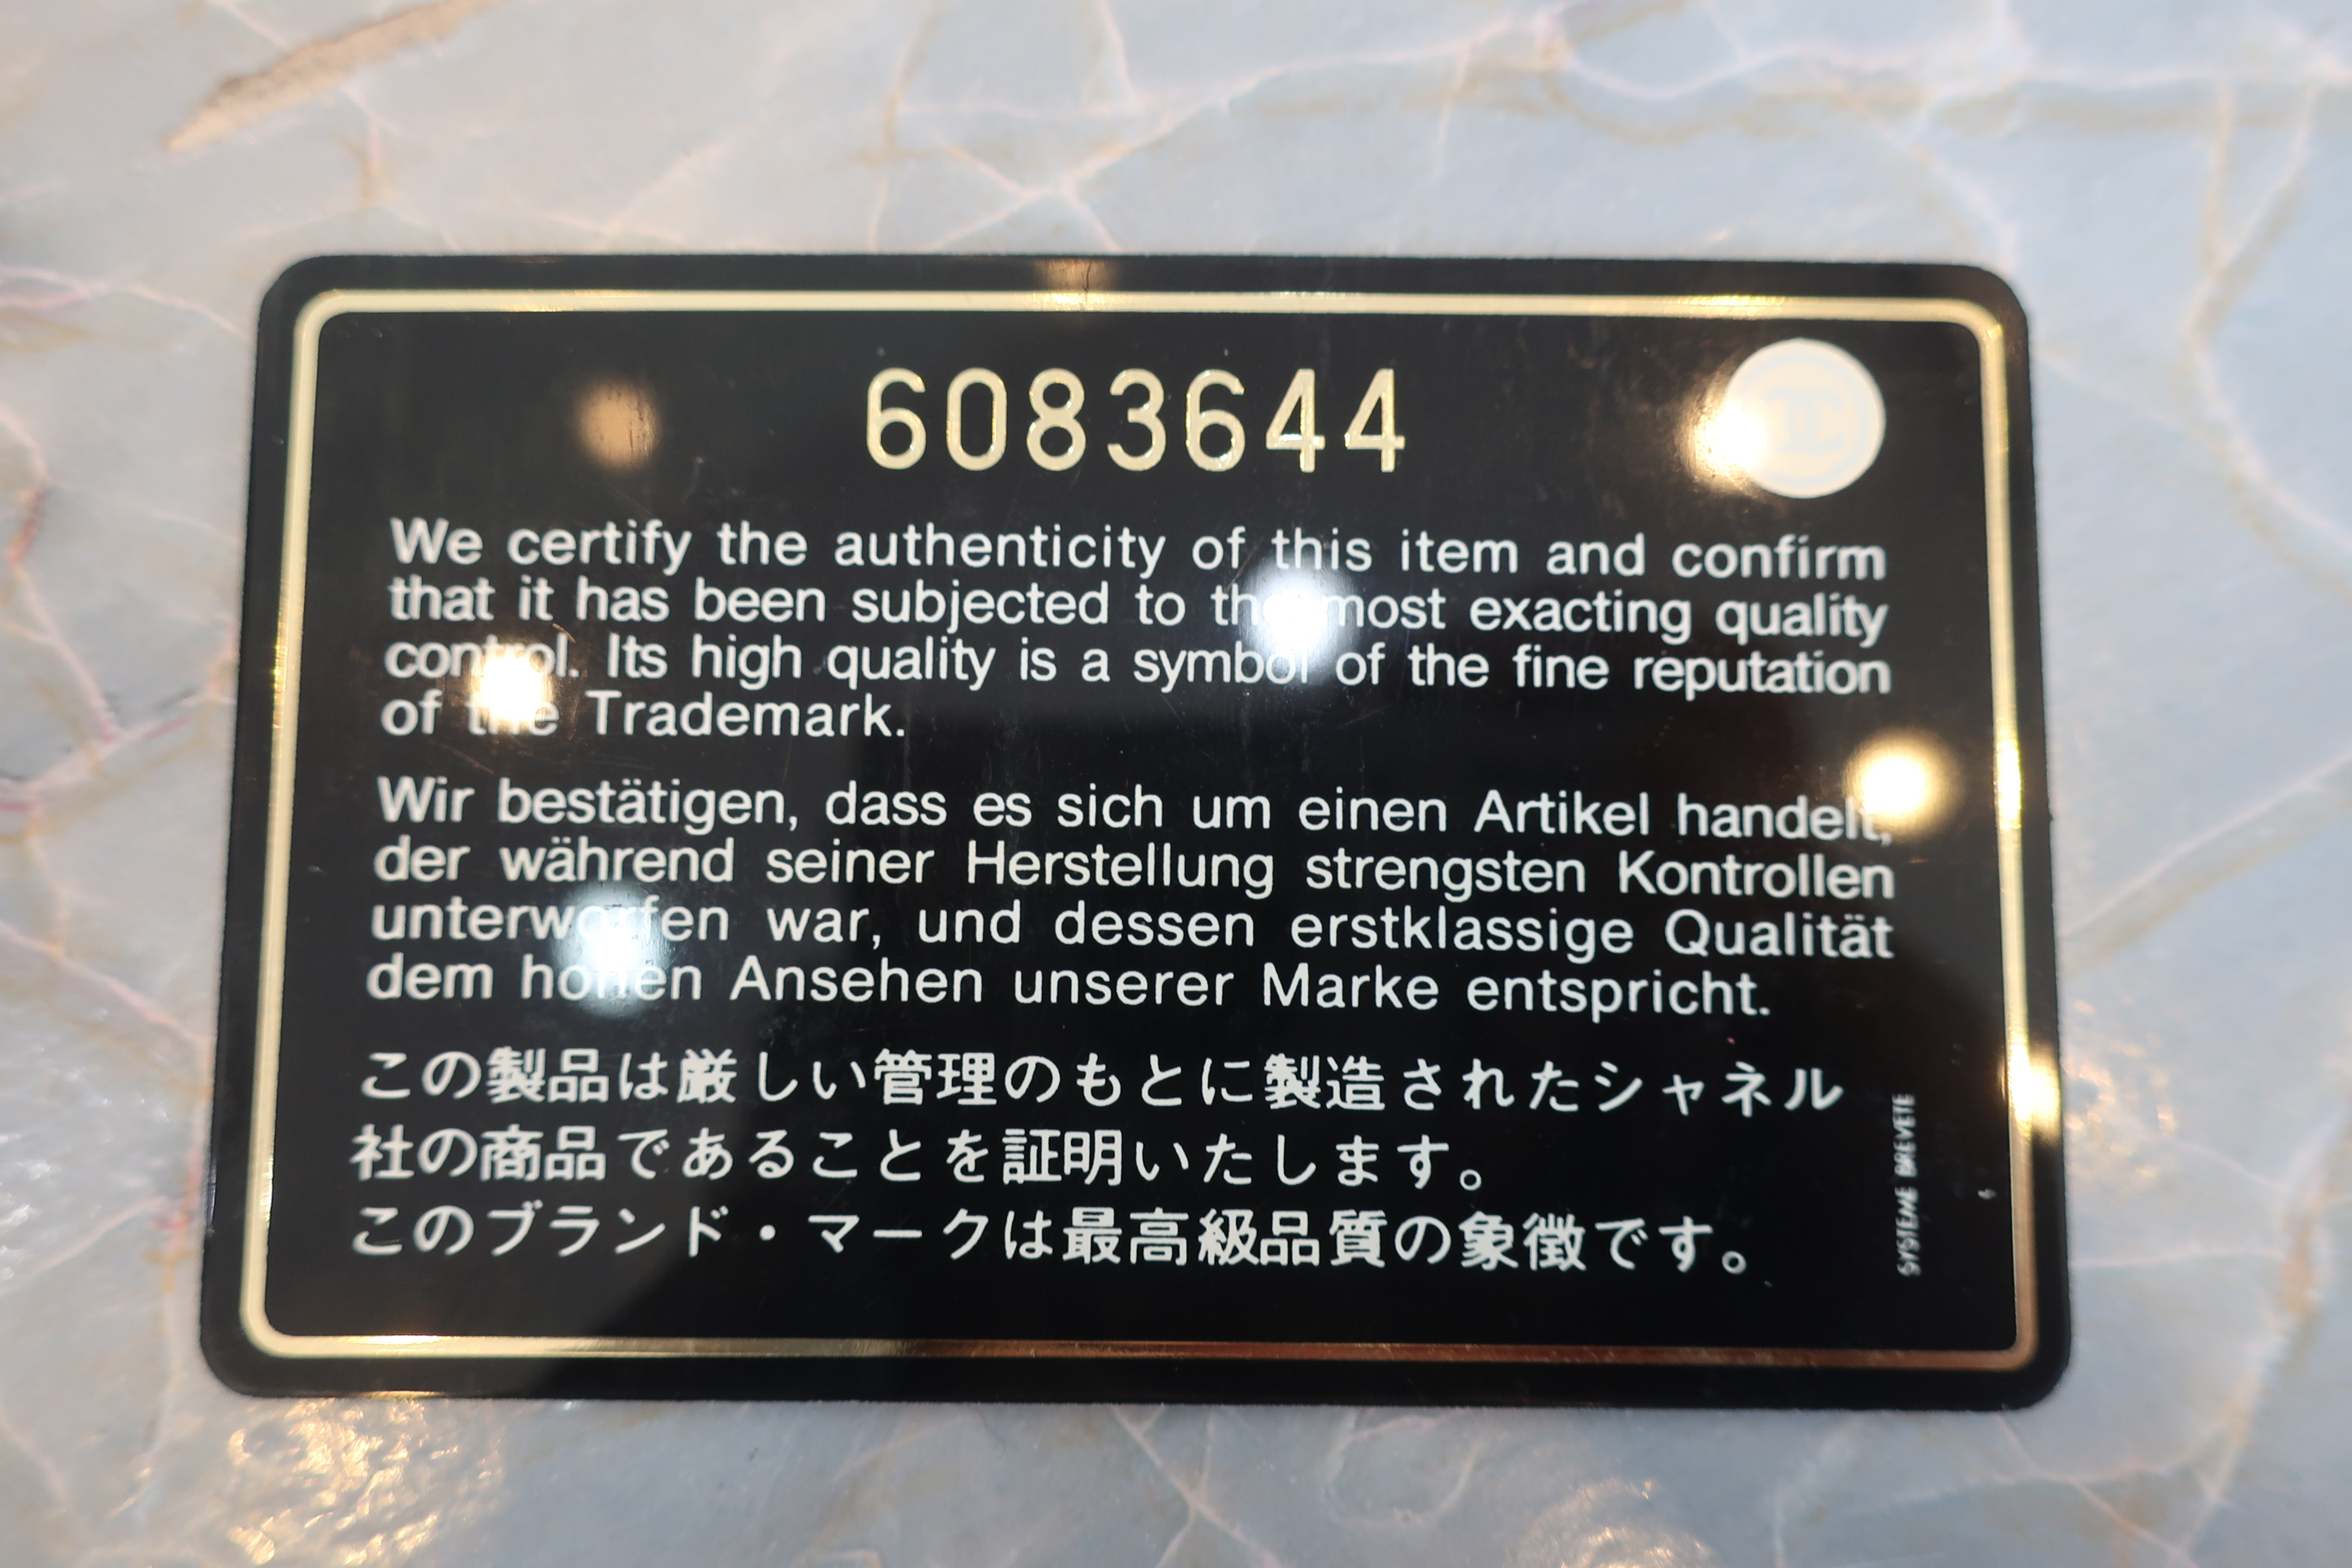 6083644
We certify the authenticity of this item and confirm
that it has been subjected to the most exacting quality
control. Its high quality is a symbol of the fine reputation
of the Trademark.
Wir bestätigen, dass es sich um einen Artikel handelt,
der während seiner Herstellung strengsten Kontrollen
unterworfen war, und dessen erstklassige Qualität
dem hohen Ansehen unserer Marke entspricht.
この製品は厳しい管理のもとに製造されたシャネル
社の商品であることを証明いたします。
このブランド・マークは最高級品質の象徴です。
SYSTEME BREVETE